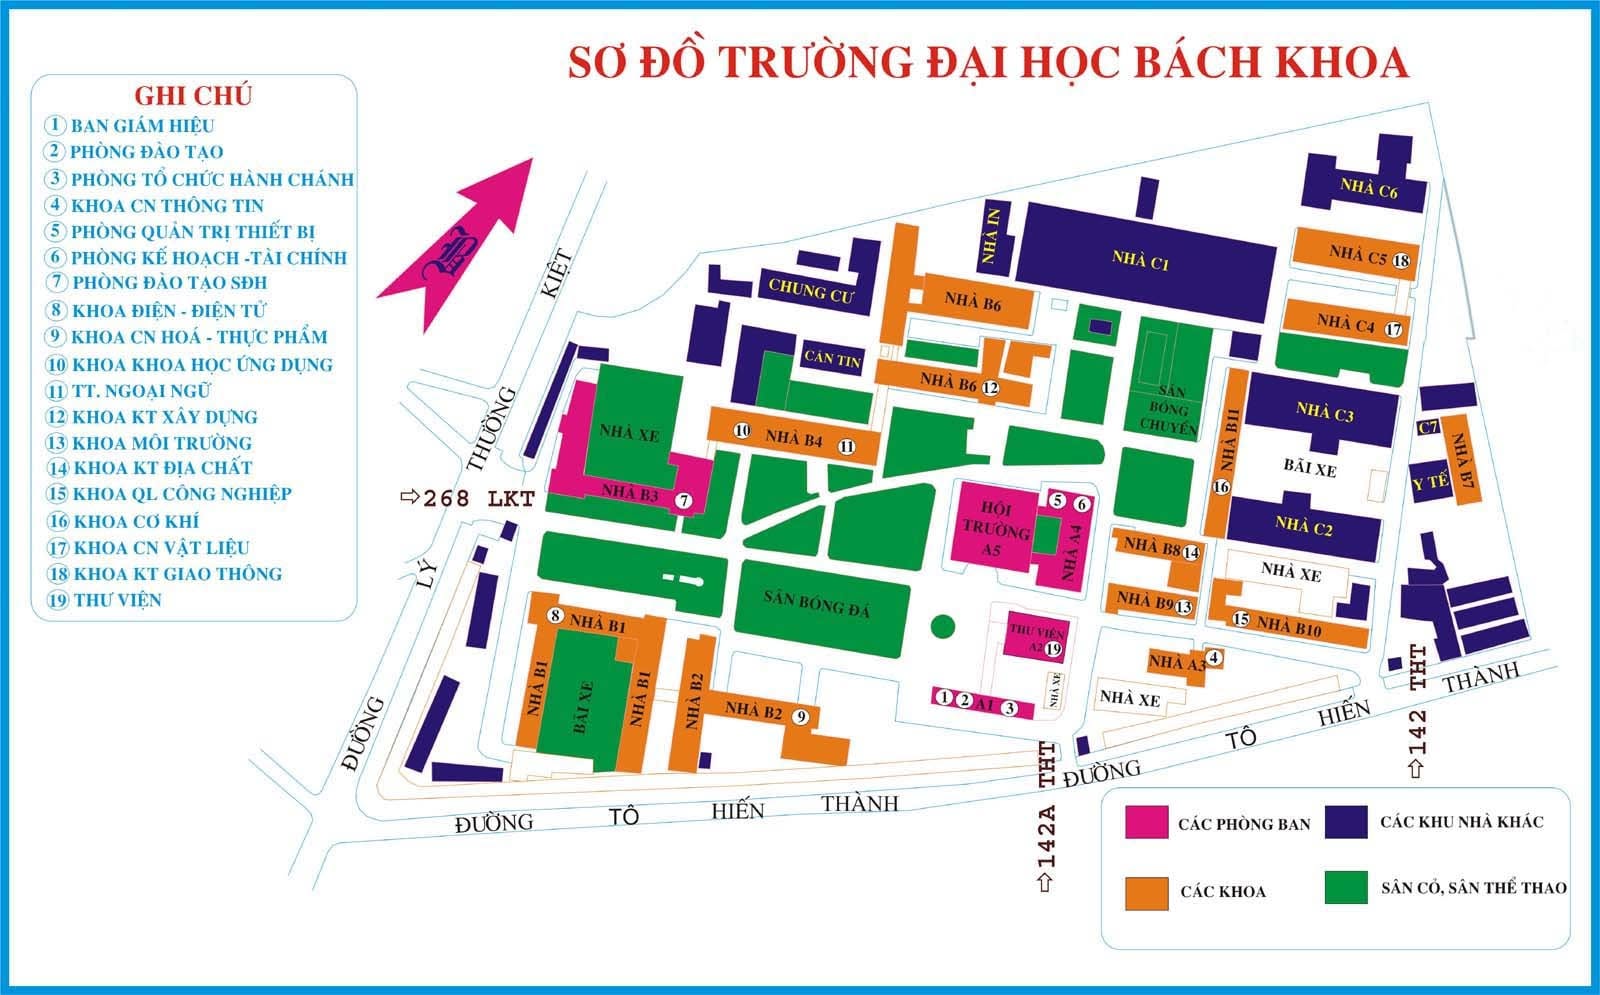 SƠ ĐỒ TRƯỜNG ĐẠI HỌC BÁCH KHOA
GHI CHÚ
1 BAN GIÁM HIỆU
2 PHÒNG ĐÀO TẠO
3 PHÒNG TỔ CHỨC HÀNH CHÁNH
4 KHOA CN THÔNG TIN
5 PHÒNG QUẢN TRỊ THIẾT BỊ
6 PHÒNG KẾ HOẠCH -TÀI CHÍNH
7 PHÒNG ĐÀO TẠO SĐH
8 KHOA ĐIỆN - ĐIỆN TỬ
9 KHOA CN HOÁ - THỰC PHẨM
10 KHOA KHOA HỌC ỨNG DỤNG
11 TT. NGOẠI NGỮ
12 KHOA KT XÂY DỰNG
13 KHOA MÔI TRƯỜNG
14 KHOA KT ĐỊA CHẤT
15 KHOA QL CÔNG NGHIỆP
16 KHOA CƠ KHÍ
17 KHOA CN VẬT LIỆU
18 KHOA KT GIAO THÔNG
19 THƯ VIỆN
NHÀ C6
NHÀ IN
NHÀ C1
NHÀ C5 18
CHUNG CƯ
NHÀ B6
NHÀ C4 17
CĂN TIN
NHÀ B6 12
SÂN
BÓNG
CHUYỀN
NHÀ B11
16
NHÀ C3
C7
NHÀ B7
NHÀ XE
10 NHÀ B4 11
BÃI XE
Y TẾ
NHÀ B3 7
268 LKT
HỘI
TRƯỜNG
A5
5 6
NHÀ A4
NHÀ C2
NHÀ B8 14
NHÀ XE
SÂN BÓNG ĐÁ
NHÀ B9 13
15 NHÀ B10
8 NHÀ B1
NHÀ B1
BÃI XE
NHÀ B1
NHÀ B2
NHÀ B2 9
THƯ VIỆN
A2 19
NHÀ XE
1 2 A1 3
NHÀ A3 4
NHÀ XE
ĐƯỜNG LÝ THƯỜNG KIỆT
ĐƯỜNG TÔ HIẾN THÀNH
ĐƯỜNG TÔ HIẾN THÀNH
142A THT
142 THT
CÁC PHÒNG BAN
CÁC KHU NHÀ KHÁC
CÁC KHOA
SÂN CỎ, SÂN THỂ THAO